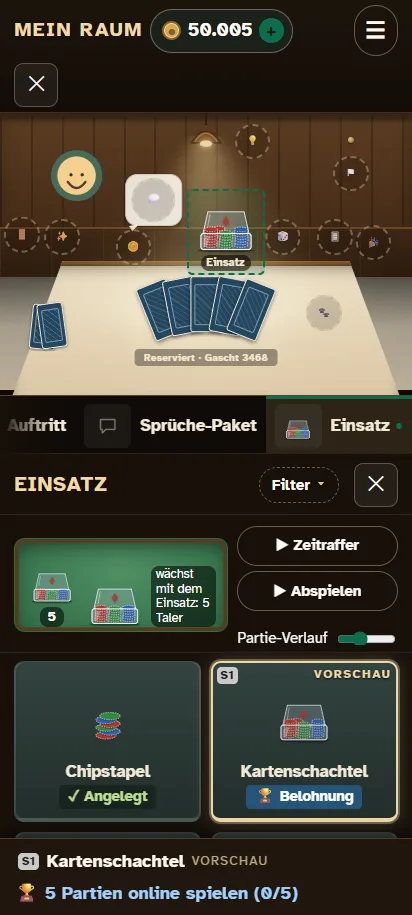 MEIN RAUM
50.005 +
Einsatz
Reserviert · Gascht 3468
Auftritt
Sprüche-Paket
Einsatz
EINSATZ
Filter
▶ Zeitraffer
wächst
mit dem
Einsatz: 5
Taler
5
▶ Abspielen
Partie-Verlauf
S1
VORSCHAU
Chipstapel
✓ Angelegt
Kartenschachtel
Belohnung
S1 Kartenschachtel VORSCHAU
5 Partien online spielen (0/5)